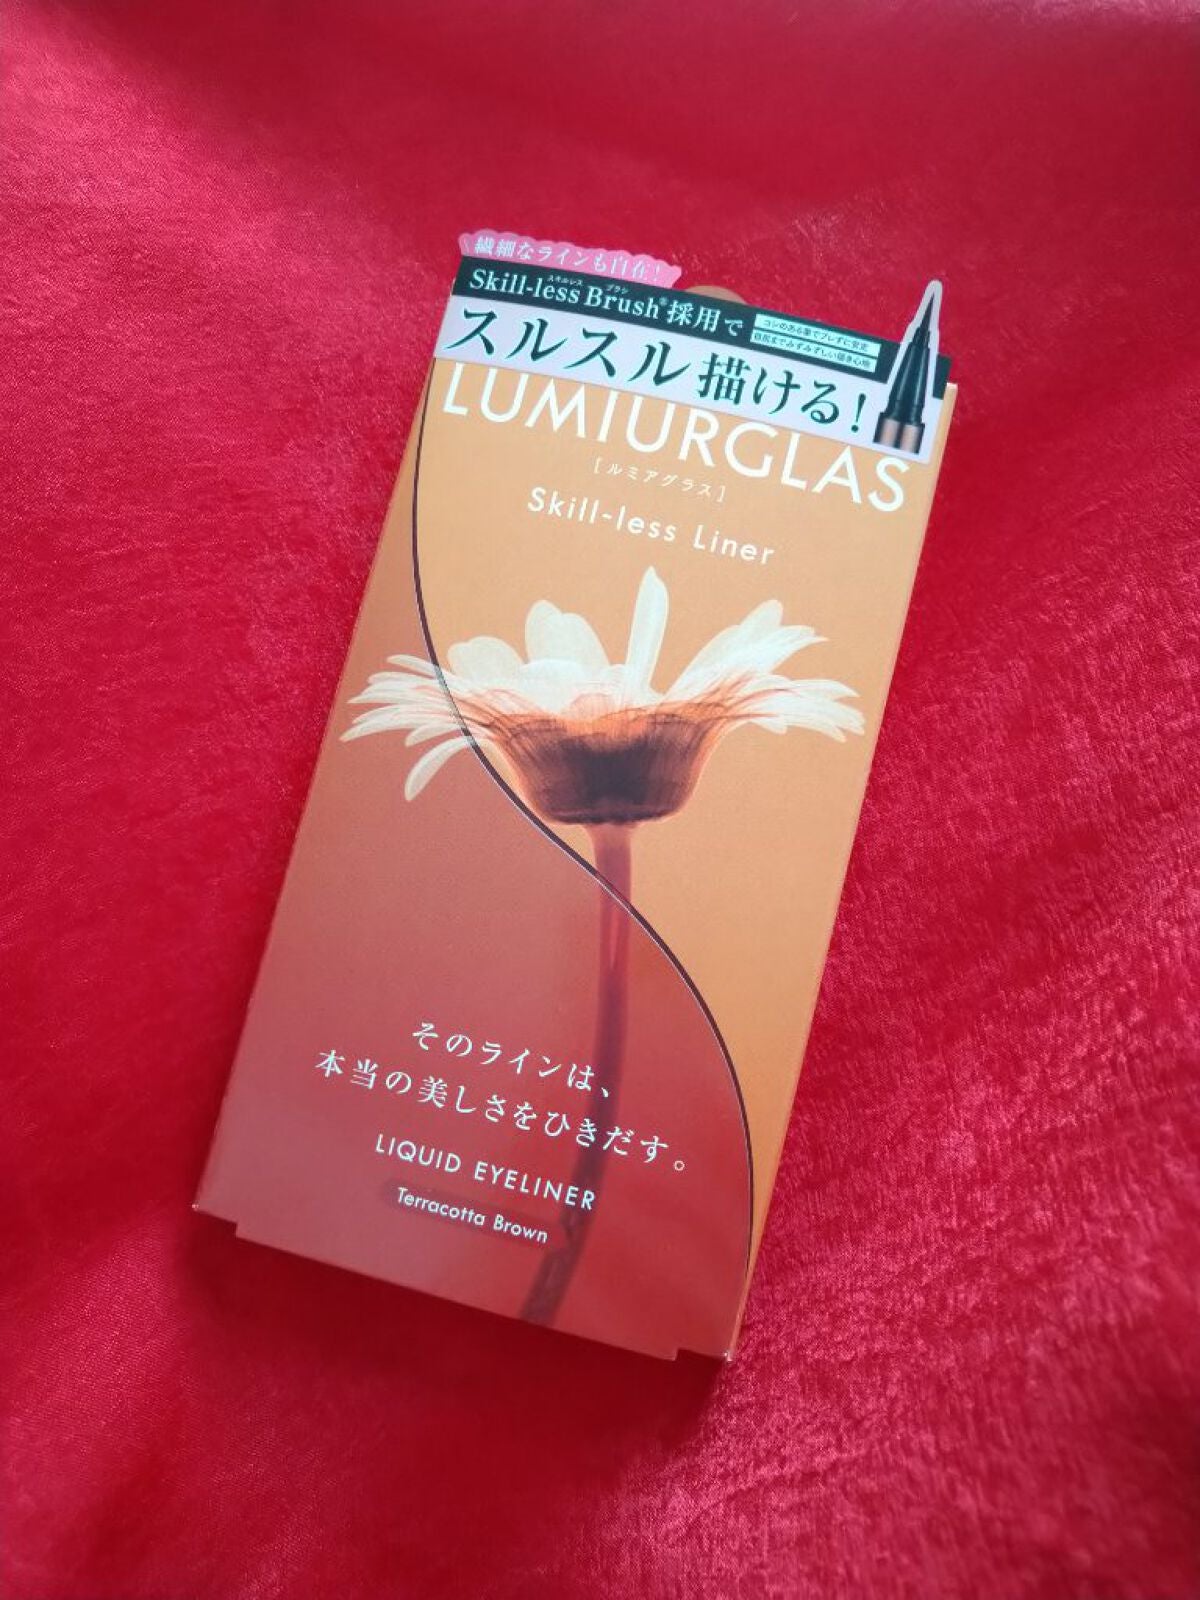 繊細なラインも自在!
スキルレス ブラシ
Skill-less Brush®採用で
コシのある筆でブレずに安定
目尻までみずみずしい描き心地
スルスル描ける!
LUMIURGLAS
[ルミアグラス]
Skill-less Liner
そのラインは、
本当の美しさをひきだす。
LIQUID EYELINER
Terracotta Brown